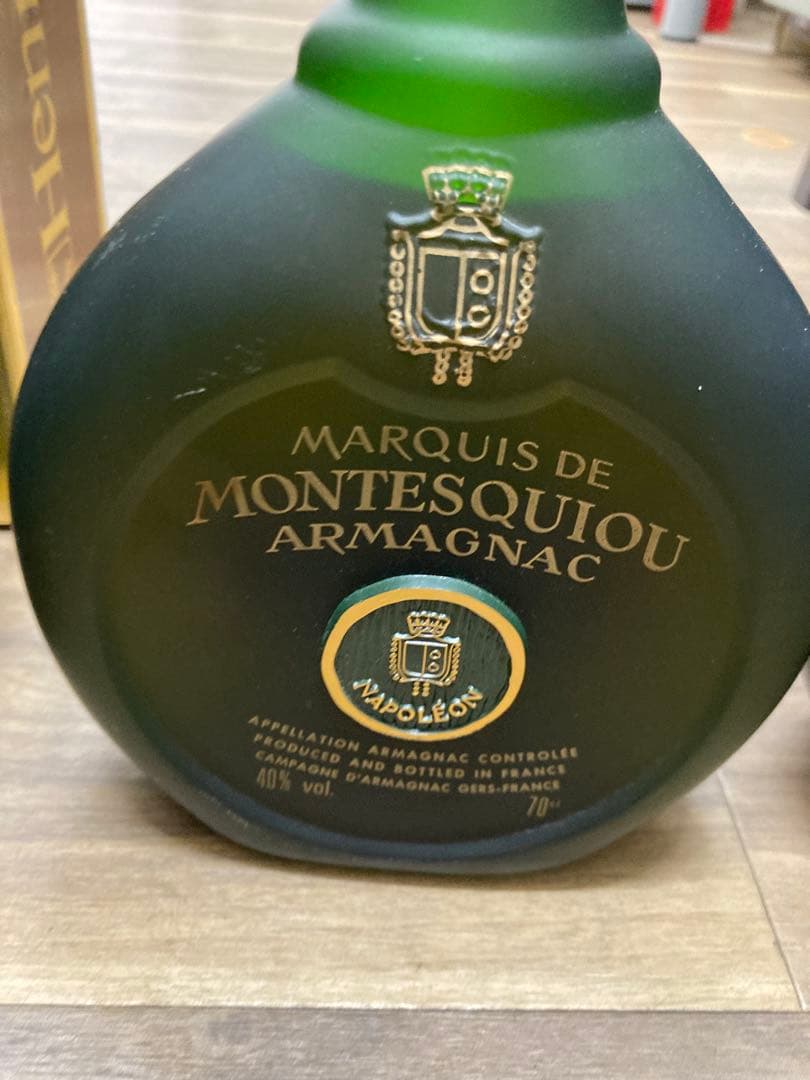 Hen
MARQUIS DE
MONTESQUIOU
ARMAGNAC
NAPOLÉON
APPELLATION ARMAGNAC CONTROLÉE
PRODUCED AND BOTTLED IN FRANCE
CAMPAGNE D'ARMAGNAC GERS-FRANCE
40% vol.
70cl